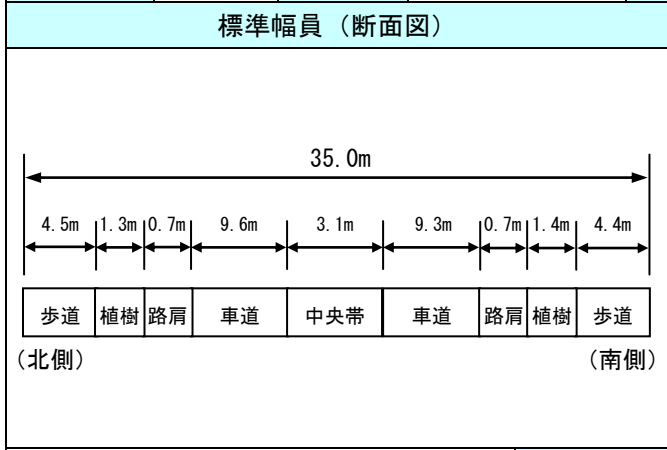 標準幅員（断面図）
35.0m
4.5m 1.3m 0.7m 9.6m 3.1m 9.3m 0.7m 1.4m 4.4m
歩道 植樹 路肩 車道 中央帯 車道 路肩 植樹 歩道
（北側） （南側）